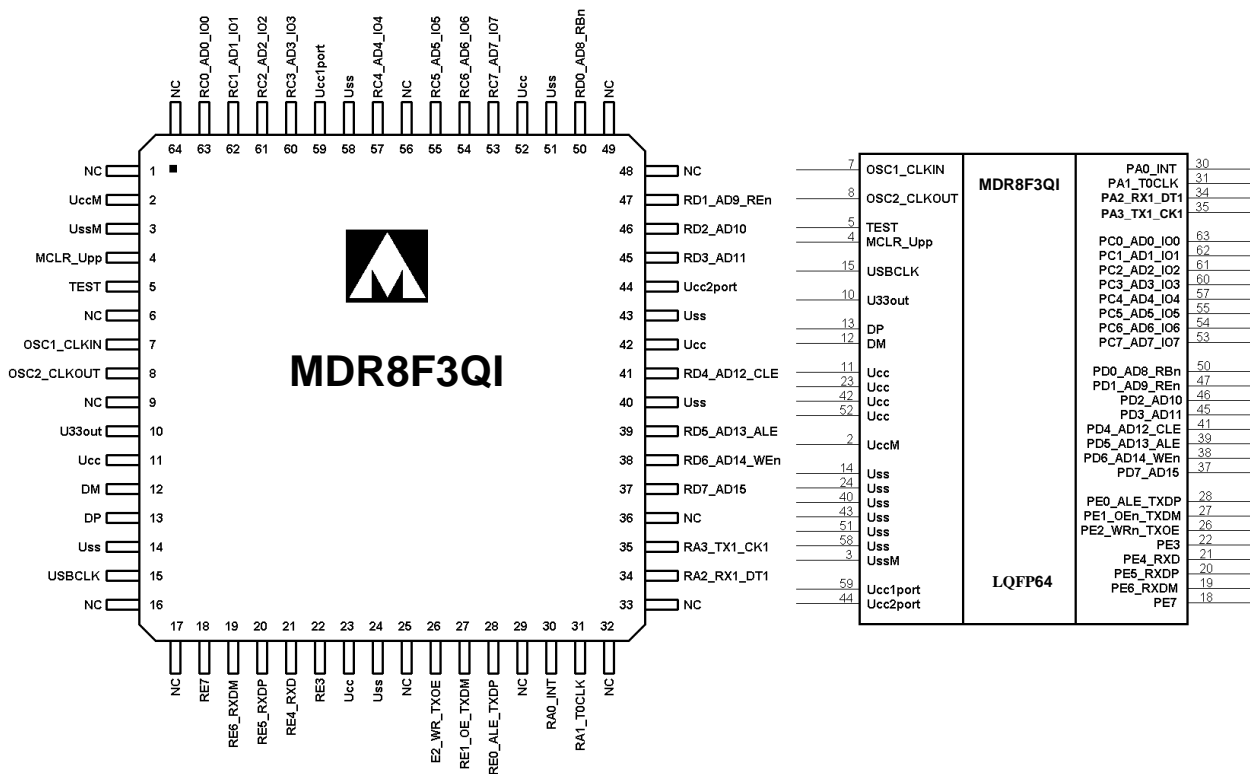 NC
RC0_AD0_IO0
RC1_AD1_IO1
RC2_AD2_IO2
RC3_AD3_IO3
Ucc1port
Uss
RC4_AD4_IO4
NC
RC5_AD5_IO5
RC6_AD6_IO6
RC7_AD7_IO7
Ucc
Uss
RD0_AD8_RBn
NC
64 63 62 61 60 59 58 57 56 55 54 53 52 51 50 49
NC 1
UccM 2
UssM 3
MCLR_Upp 4
TEST 5
NC 6
OSC1_CLKIN 7
OSC2_CLKOUT 8
NC 9
U33out 10
Ucc 11
DM 12
DP 13
Uss 14
USBCLK 15
NC 16
MDR8F3QI
48 NC
47 RD1_AD9_REn
46 RD2_AD10
45 RD3_AD11
44 Ucc2port
43 Uss
42 Ucc
41 RD4_AD12_CLE
40 Uss
39 RD5_AD13_ALE
38 RD6_AD14_WEn
37 RD7_AD15
36 NC
35 RA3_TX1_CK1
34 RA2_RX1_DT1
33 NC
17 18 19 20 21 22 23 24 25 26 27 28 29 30 31 32
NC
RE7
RE6_RXDM
RE5_RXDP
RE4_RXD
RE3
Ucc
Uss
NC
E2_WR_TXOE
RE1_OE_TXDM
RE0_ALE_TXDP
NC
RA0_INT
RA1_T0CLK
NC
7 OSC1_CLKIN
8 OSC2_CLKOUT
5 TEST
4 MCLR_Upp
15 USBCLK
10 U33out
13 DP
12 DM
11 Ucc
23 Ucc
42 Ucc
52 Ucc
2 UccM
14 Uss
24 Uss
40 Uss
43 Uss
51 Uss
58 Uss
3 UssM
59 Ucc1port
44 Ucc2port
MDR8F3QI
LQFP64
PA0_INT 30
PA1_T0CLK 31
PA2_RX1_DT1 34
PA3_TX1_CK1 35
PC0_AD0_IO0 63
PC1_AD1_IO1 62
PC2_AD2_IO2 61
PC3_AD3_IO3 60
PC4_AD4_IO4 57
PC5_AD5_IO5 55
PC6_AD6_IO6 54
PC7_AD7_IO7 53
PD0_AD8_RBn 50
PD1_AD9_REn 47
PD2_AD10 46
PD3_AD11 45
PD4_AD12_CLE 41
PD5_AD13_ALE 39
PD6_AD14_WEn 38
PD7_AD15 37
PE0_ALE_TXDP 28
PE1_OEn_TXDM 27
PE2_WRn_TXOE 26
PE3 22
PE4_RXD 21
PE5_RXDP 20
PE6_RXDM 19
PE7 18